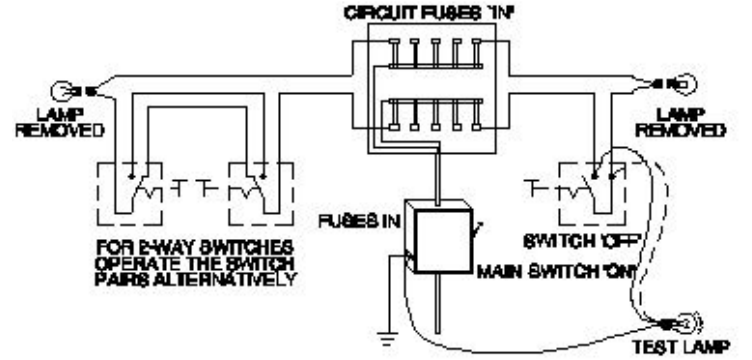 CIRCUIT FUSES "IN"
LAMP
REMOVED
LAMP
REMOVED
FUSES IN
SWITCH 'OFF'
FOR 2-WAY SWITCHES
OPERATE THE SWITCH
PAIRS ALTERNATIVELY
MAIN SWITCH "ON"
TEST LAMP